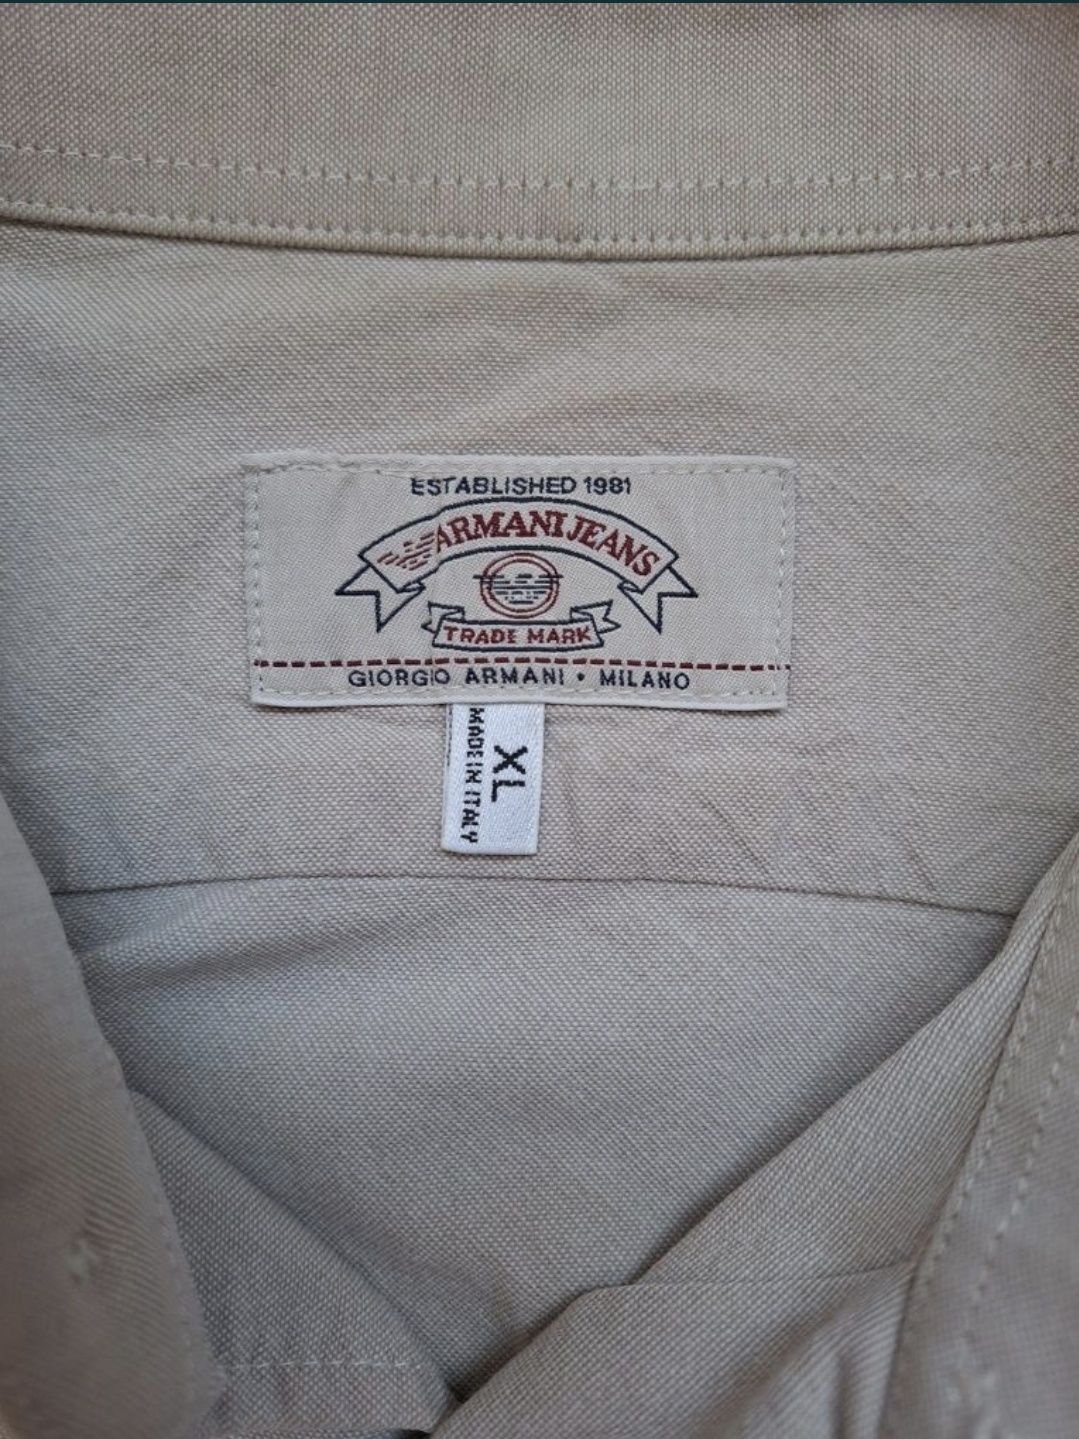 ESTABLISHED 1981
ARMANI JEANS
TRADE MARK
GIORGIO ARMANI • MILANO
XL
MADE IN ITALY